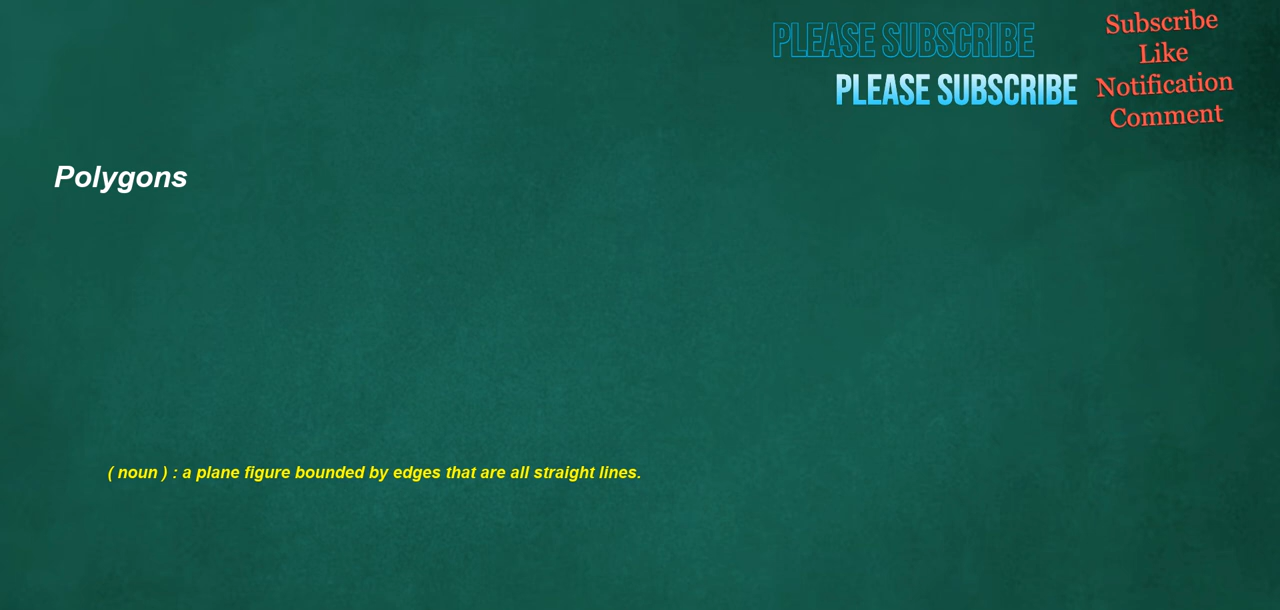 PLEASE SUBSCRIBE
PLEASE SUBSCRIBE
Subscribe
Like
Notification
Comment
Polygons
( noun ) : a plane figure bounded by edges that are all straight lines.